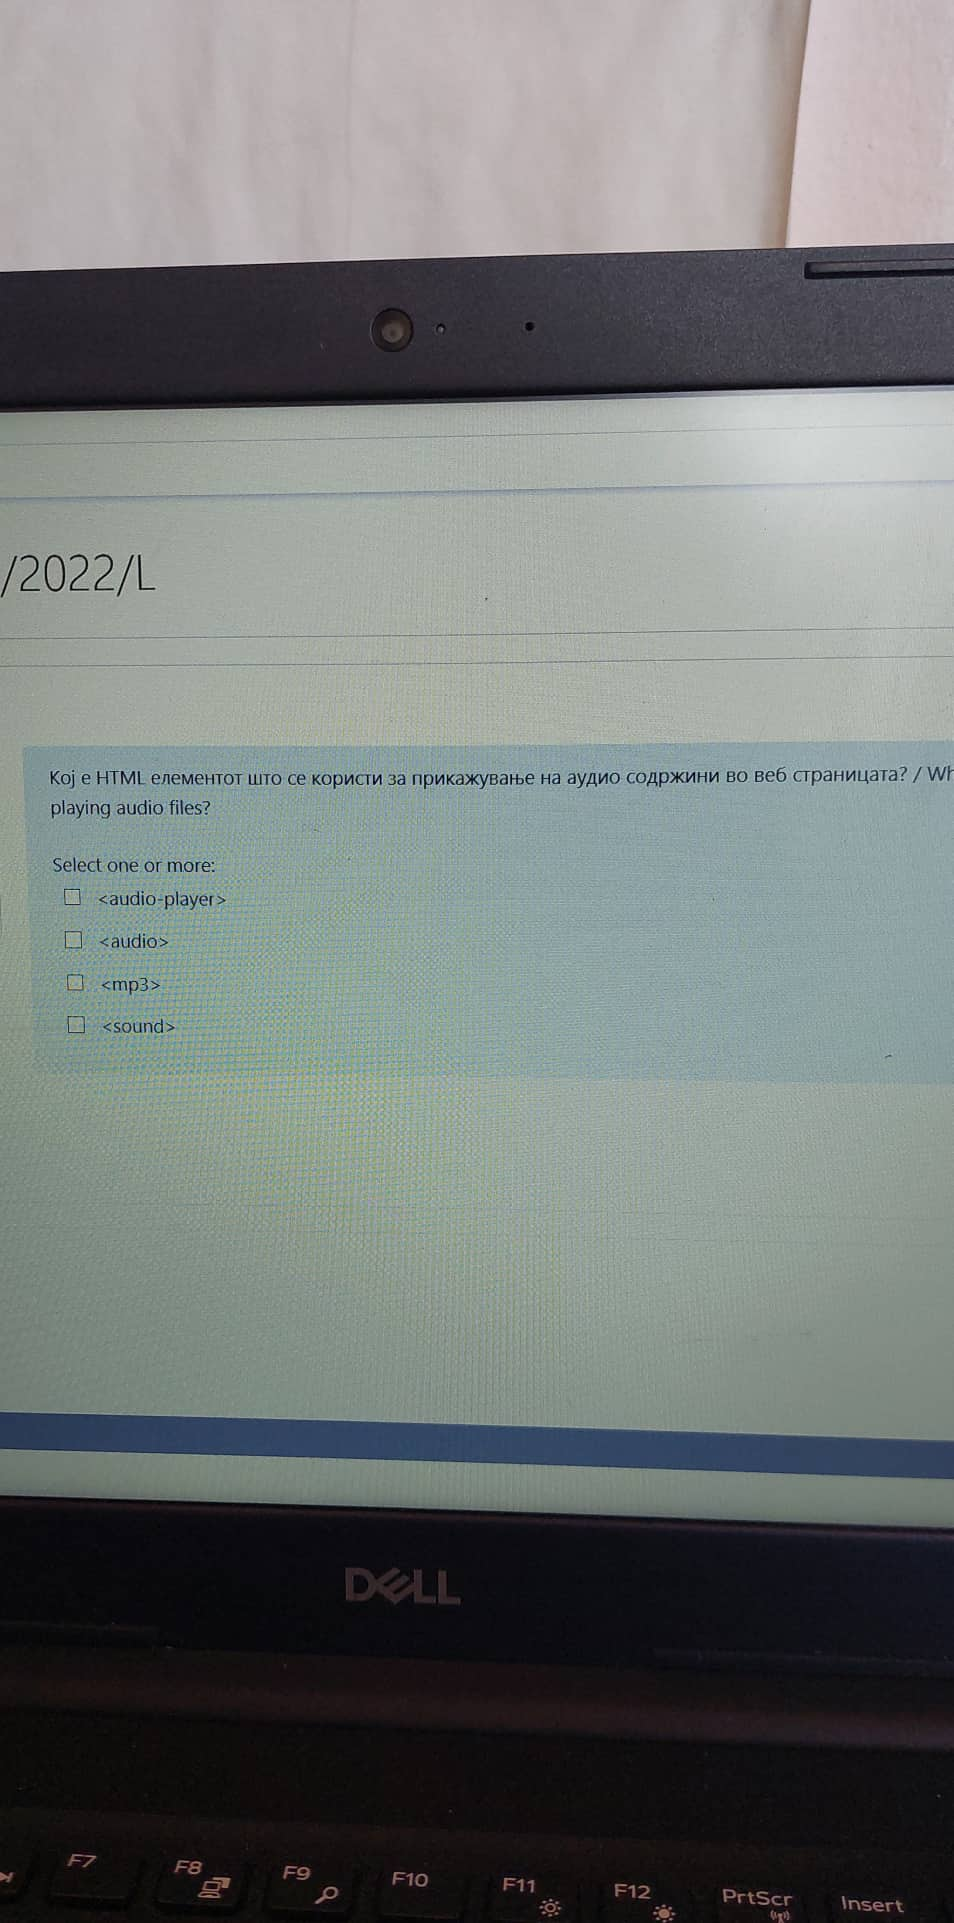 /2022/L
Кој е HTML елементот што се користи за прикажување на аудио содржини во веб страницата? / Wh
playing audio files?
Select one or more:
<audio-player>
<audio>
<mp3>
<sound>
DELL
F7 F8 F9 F10 F11 F12 PrtScr Insert